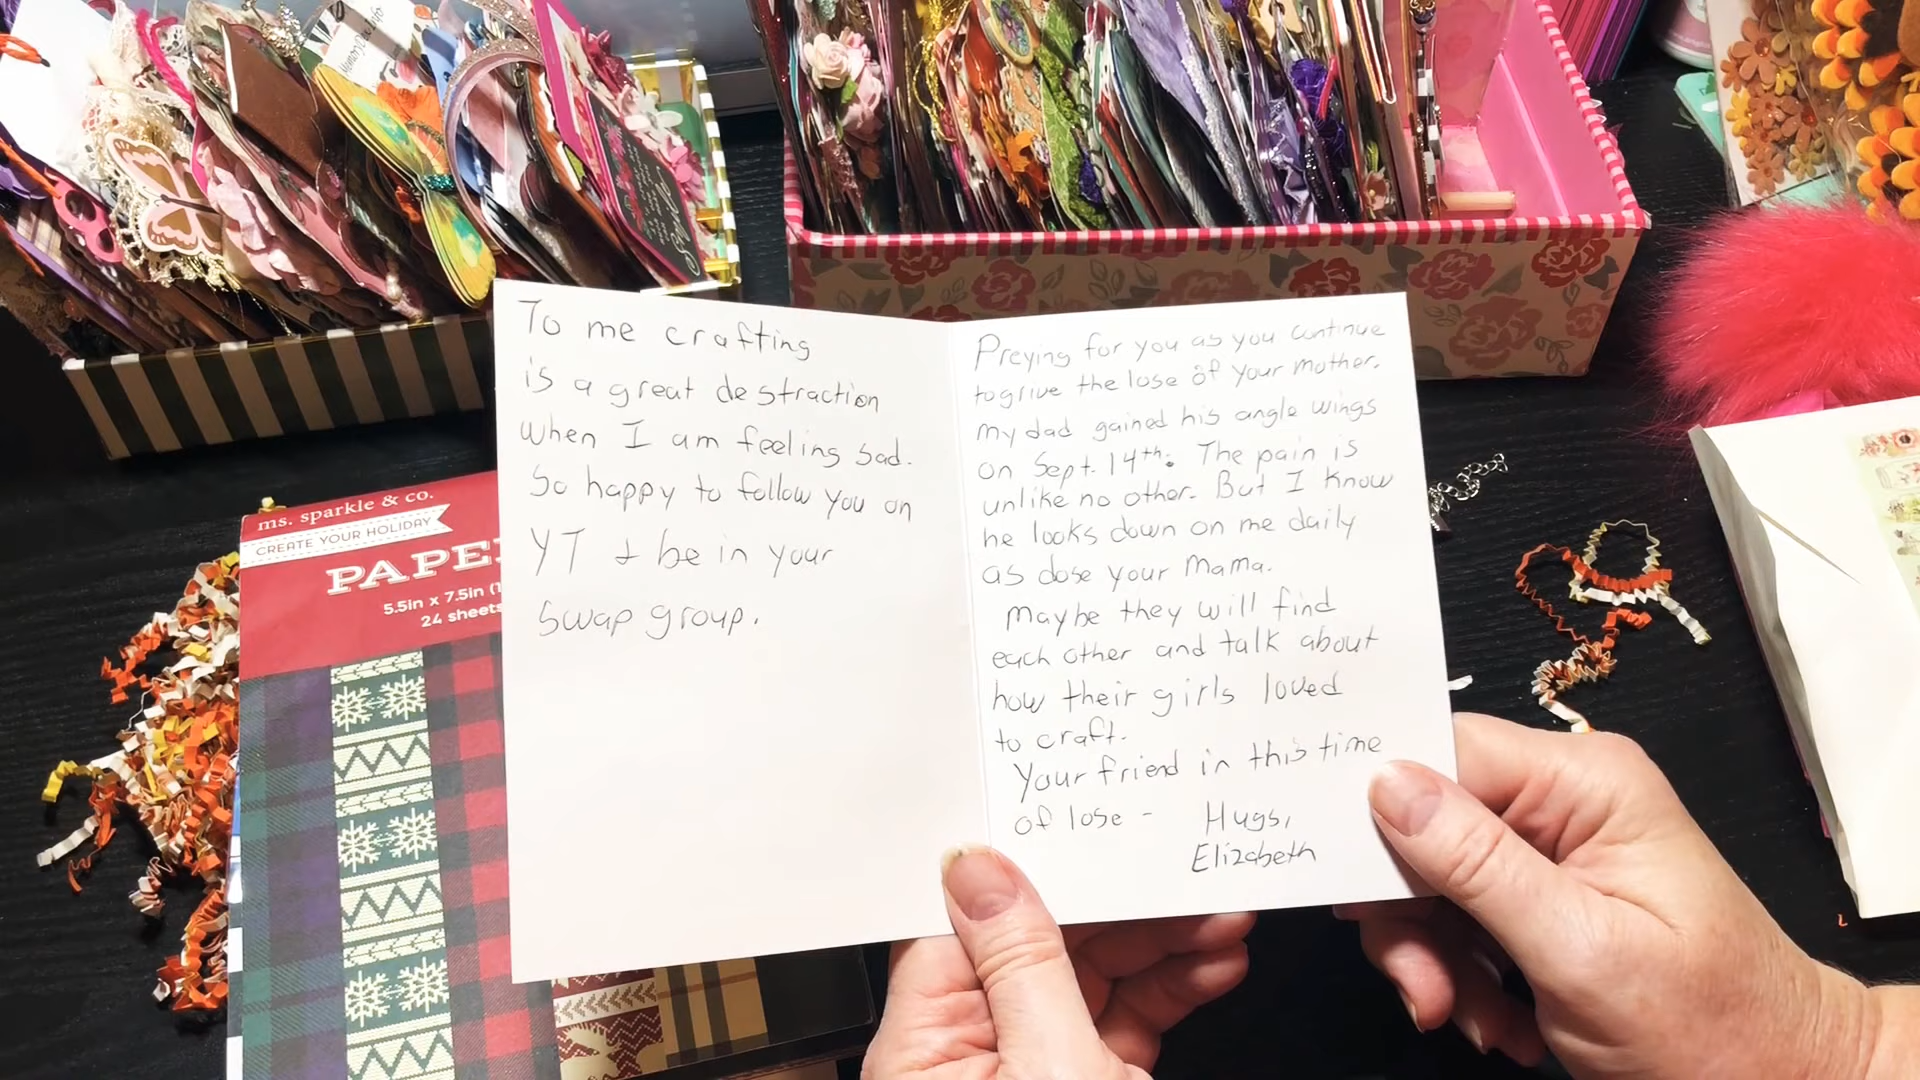 To me crafting
is a great destraction
when I am feeling sad.
So happy to follow you on
YT + be in your
swap group.
Preying for you as you continue
to grive the lose of your mother.
my dad gained his angle wings
on Sept. 14th. The pain is
unlike no other. But I know
he looks down on me daily
as dose your mama.
Maybe they will find
each other and talk about
how their girls loved
to craft.
Your friend in this time
of lose - Hugs,
Elizabeth
ms. sparkle & co.
CREATE YOUR HOLIDAY
PAPE
5.5in x 7.5in (1
24 sheets